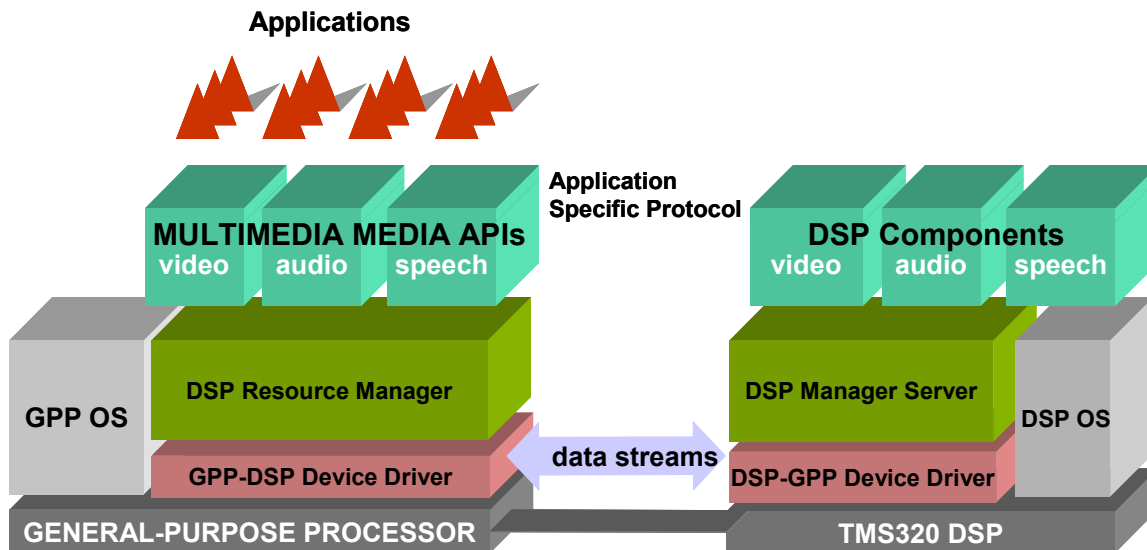 Applications
Application
Specific Protocol
MULTIMEDIA MEDIA APIs
video audio speech
DSP Components
video audio speech
GPP OS
DSP Resource Manager
DSP Manager Server
DSP OS
GPP-DSP Device Driver
data streams
DSP-GPP Device Driver
GENERAL-PURPOSE PROCESSOR
TMS320 DSP